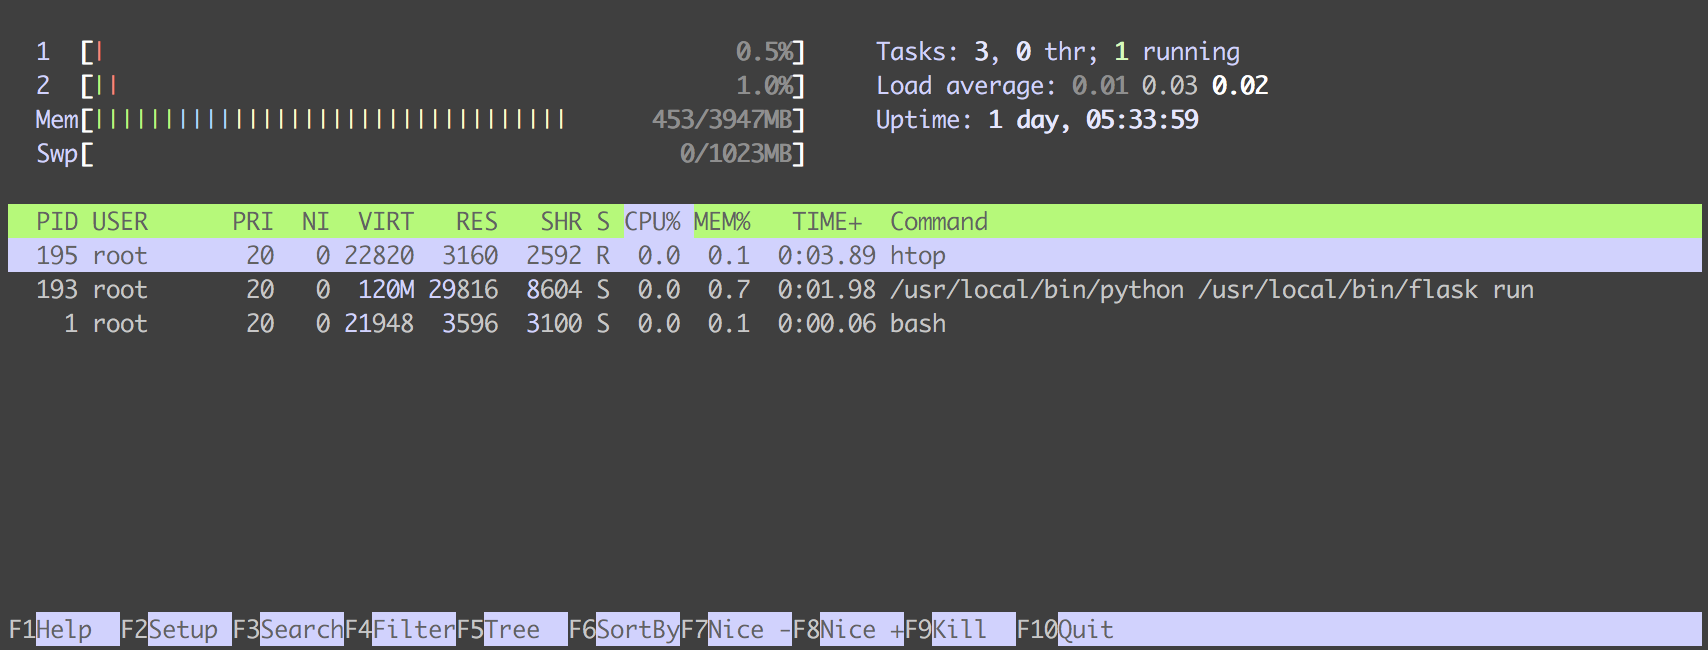 1 [| 0.5%] Tasks: 3, 0 thr; 1 running
2 [|| 1.0%] Load average: 0.01 0.03 0.02
Mem[|||||||||||||||||||||||||||||||||| 453/3947MB] Uptime: 1 day, 05:33:59
Swp[ 0/1023MB]
PID USER PRI NI VIRT RES SHR S CPU% MEM% TIME+ Command
195 root 20 0 22820 3160 2592 R 0.0 0.1 0:03.89 htop
193 root 20 0 120M 29816 8604 S 0.0 0.7 0:01.98 /usr/local/bin/python /usr/local/bin/flask run
1 root 20 0 21948 3596 3100 S 0.0 0.1 0:00.06 bash
F1Help F2Setup F3SearchF4FilterF5Tree F6SortByF7Nice -F8Nice +F9Kill F10Quit